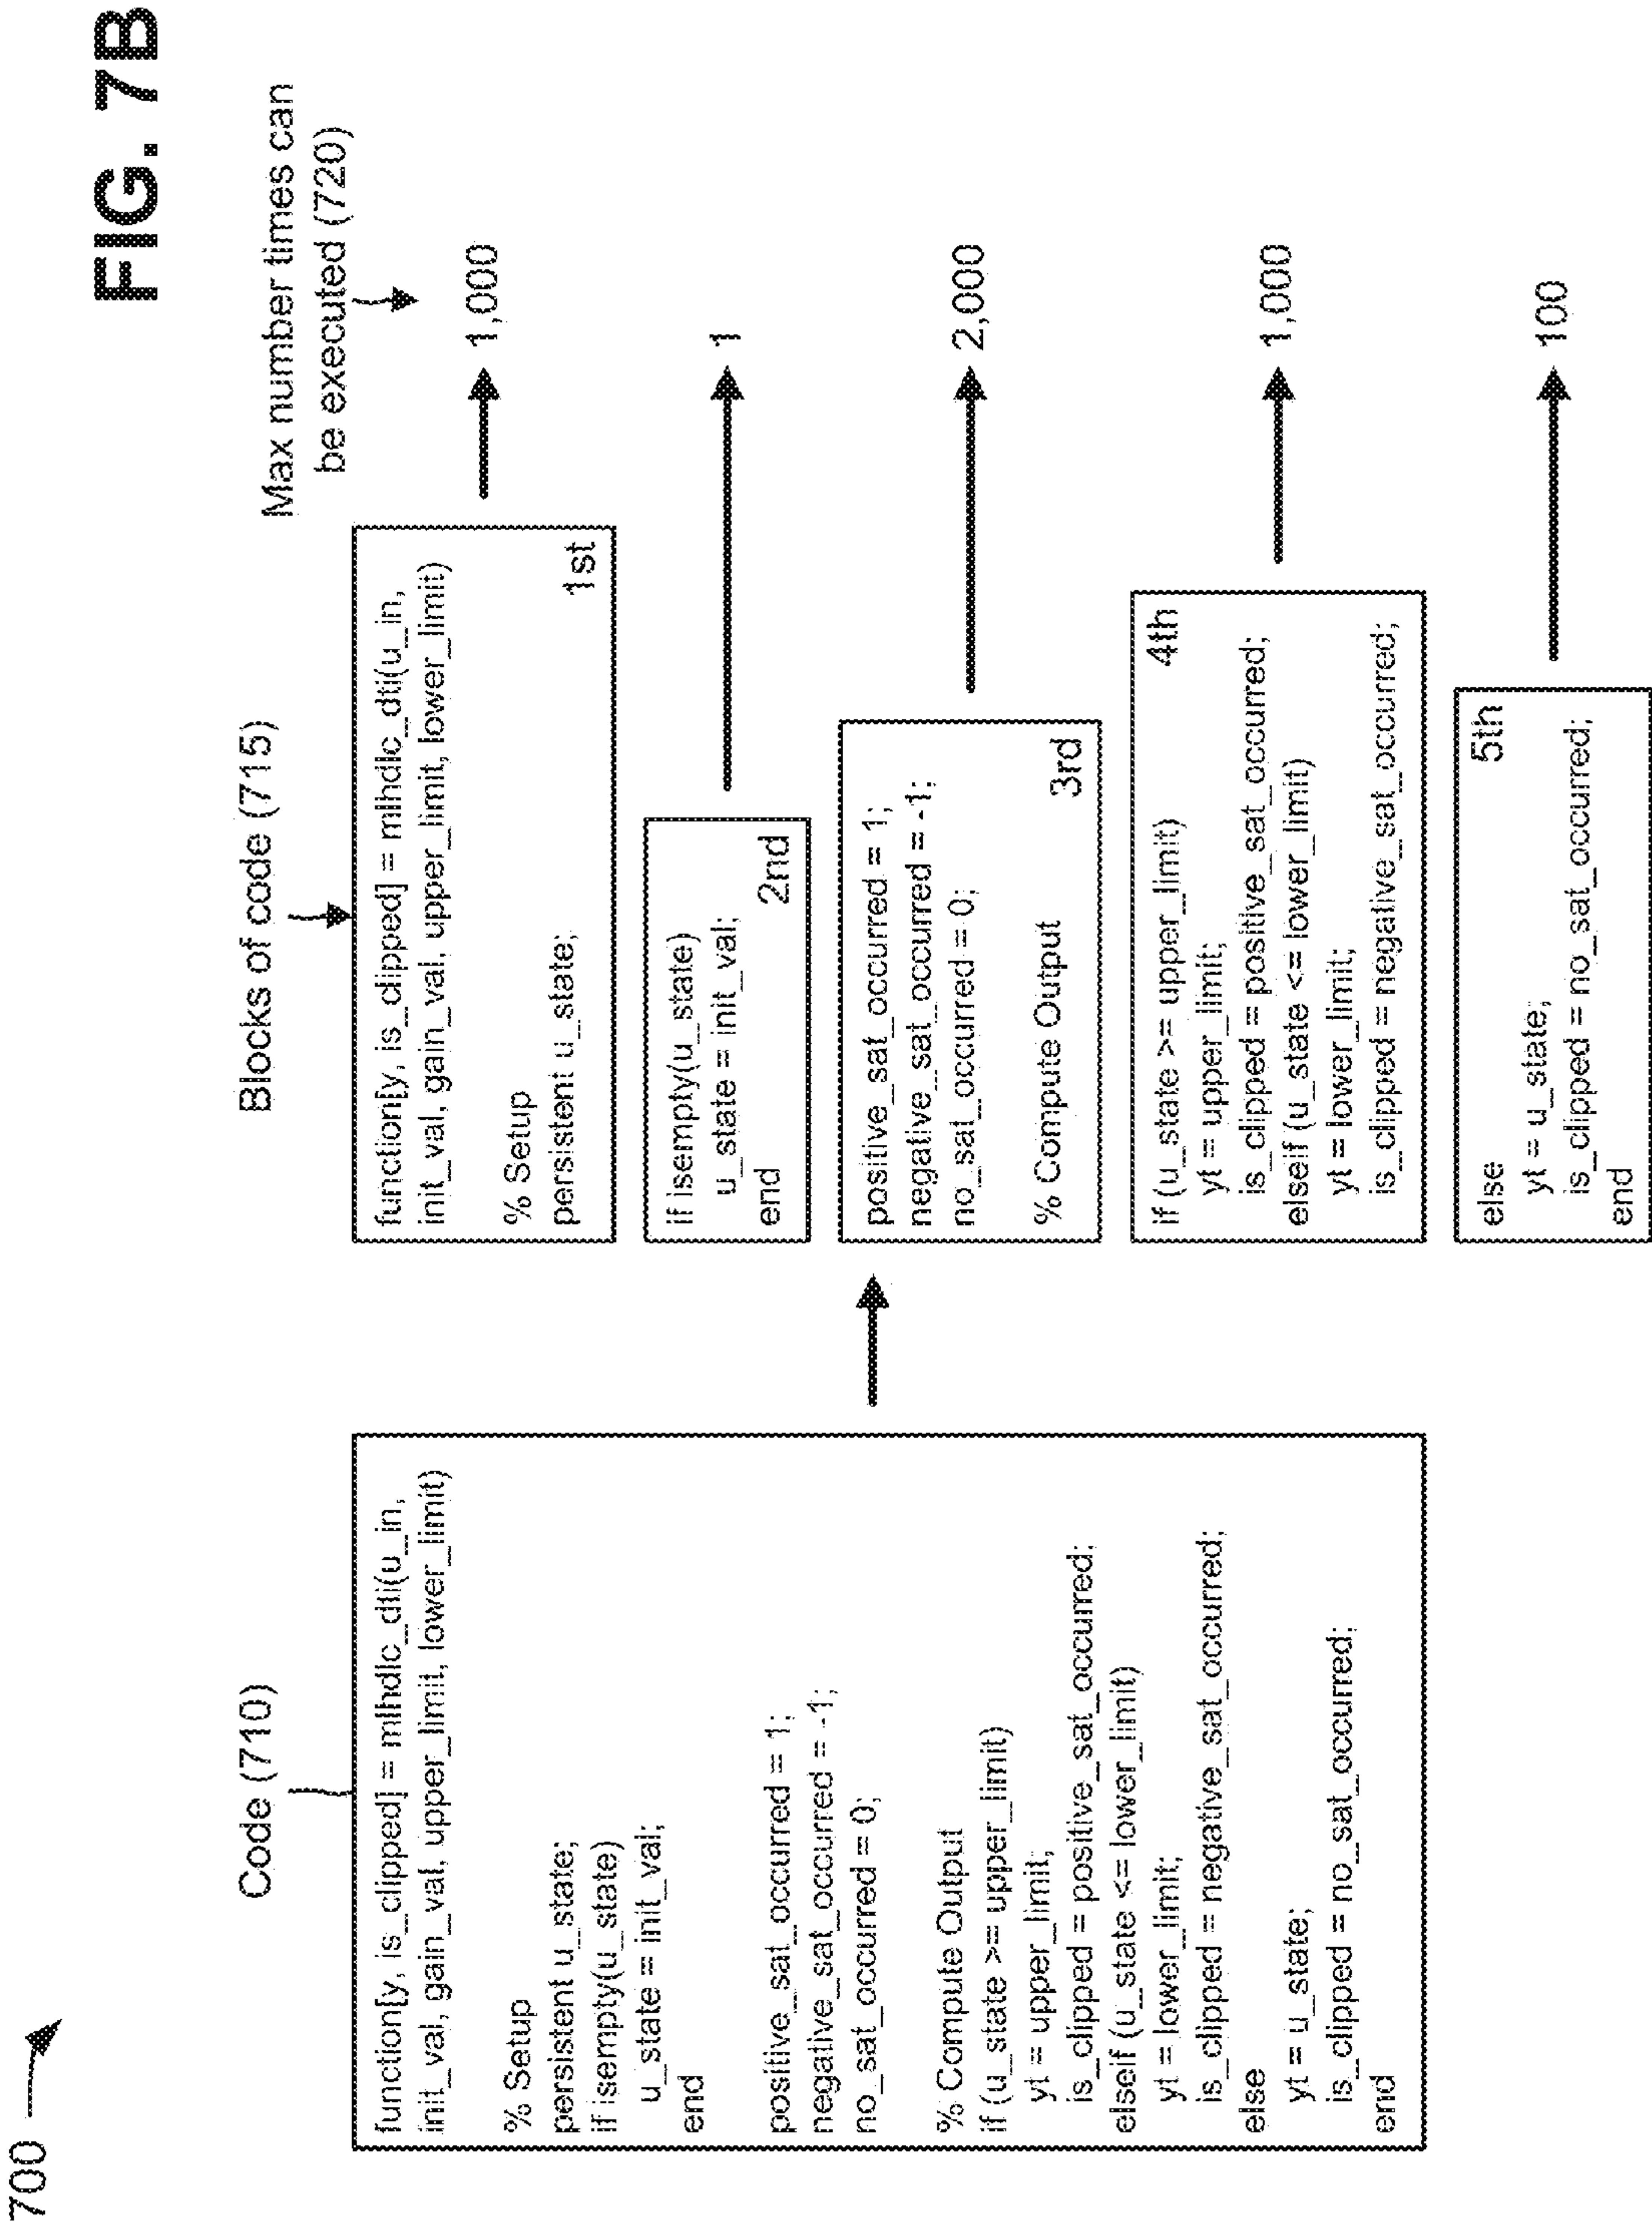 700
Code (710)
function[y, is_clipped] = mlhdlc_dti(u_in,
init_val, gain_val, upper_limit, lower_limit)
% Setup
persistent u_state;
if isempty(u_state)
u_state = init_val;
end
positive_sat_occurred = 1;
negative_sat_occurred = -1;
no_sat_occurred = 0;
% Compute Output
if (u_state >= upper_limit)
yt = upper_limit;
is_clipped = positive_sat_occurred;
elseif (u_state <= lower_limit)
yt = lower_limit;
is_clipped = negative_sat_occurred;
else
yt = u_state;
is_clipped = no_sat_occurred;
end
Blocks of code (715)
function[y, is_clipped] = mlhdlc_dti(u_in,
init_val, gain_val, upper_limit, lower_limit)
% Setup
persistent u_state;
1st
if isempty(u_state)
u_state = init_val;
end
2nd
positive_sat_occurred = 1;
negative_sat_occurred = -1;
no_sat_occurred = 0;
% Compute Output
3rd
if (u_state >= upper_limit)
4th
yt = upper_limit;
is_clipped = positive_sat_occurred;
elseif (u_state <= lower_limit)
yt = lower_limit;
is_clipped = negative_sat_occurred;
else
5th
yt = u_state;
is_clipped = no_sat_occurred;
end
Max number times can
be executed (720)
1,000
1
2,000
1,000
100
FIG. 7B